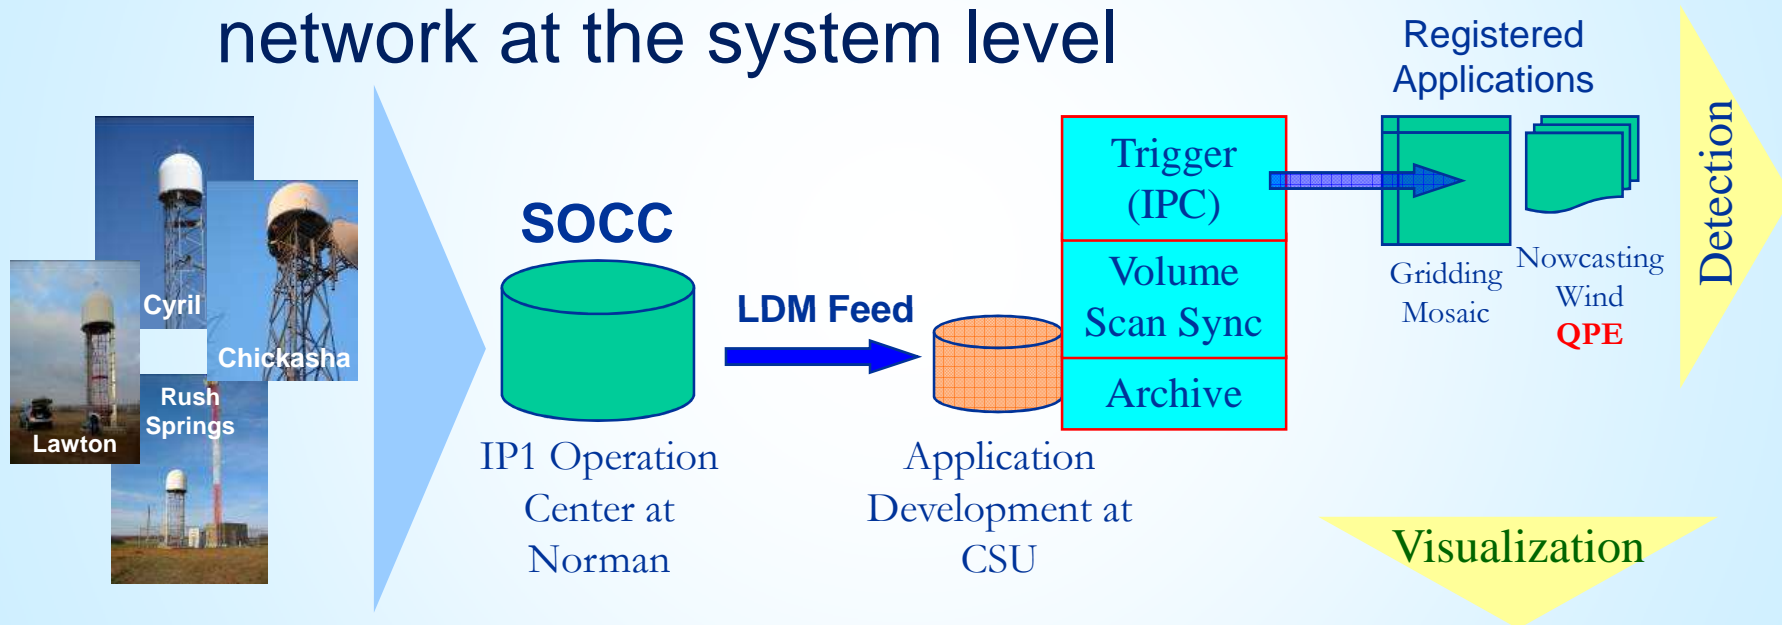 network at the system level
Cyril
Chickasha
Rush
Springs
Lawton
SOCC
IP1 Operation
Center at
Norman
LDM Feed
Application
Development at
CSU
Trigger
(IPC)
Volume
Scan Sync
Archive
Registered
Applications
Gridding
Mosaic
Nowcasting
Wind
QPE
Detection
Visualization